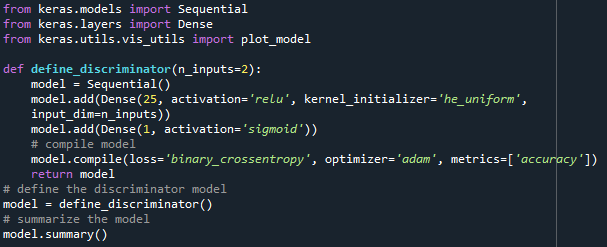 from keras.models import Sequential
from keras.layers import Dense
from keras.utils.vis_utils import plot_model

def define_discriminator(n_inputs=2):
    model = Sequential()
    model.add(Dense(25, activation='relu', kernel_initializer='he_uniform',
    input_dim=n_inputs))
    model.add(Dense(1, activation='sigmoid'))
    # compile model
    model.compile(loss='binary_crossentropy', optimizer='adam', metrics=['accuracy'])
    return model
# define the discriminator model
model = define_discriminator()
# summarize the model
model.summary()